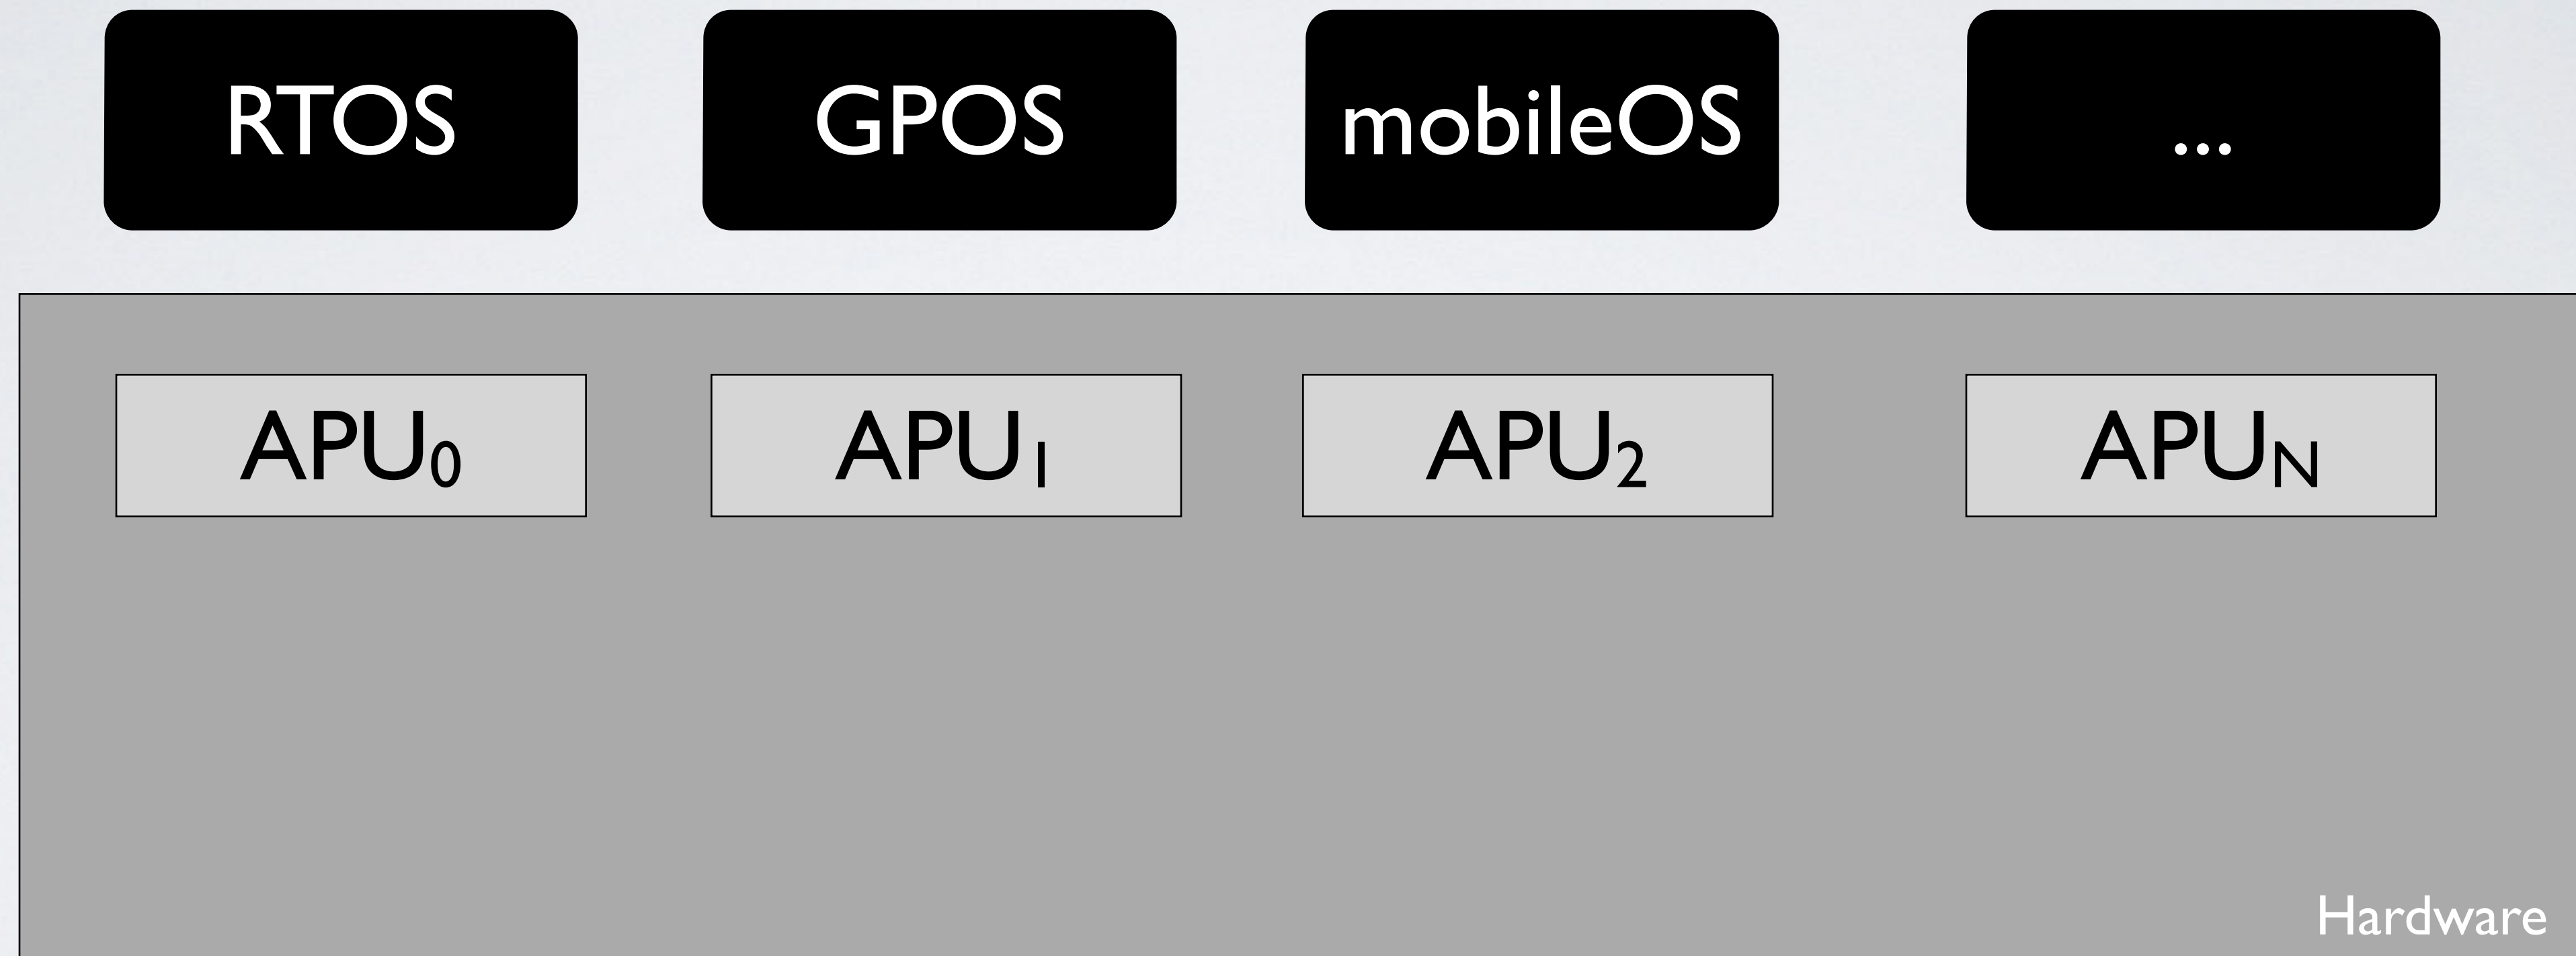 RTOS
GPOS
mobileOS
...
APU0
APU1
APU2
APUN
Hardware